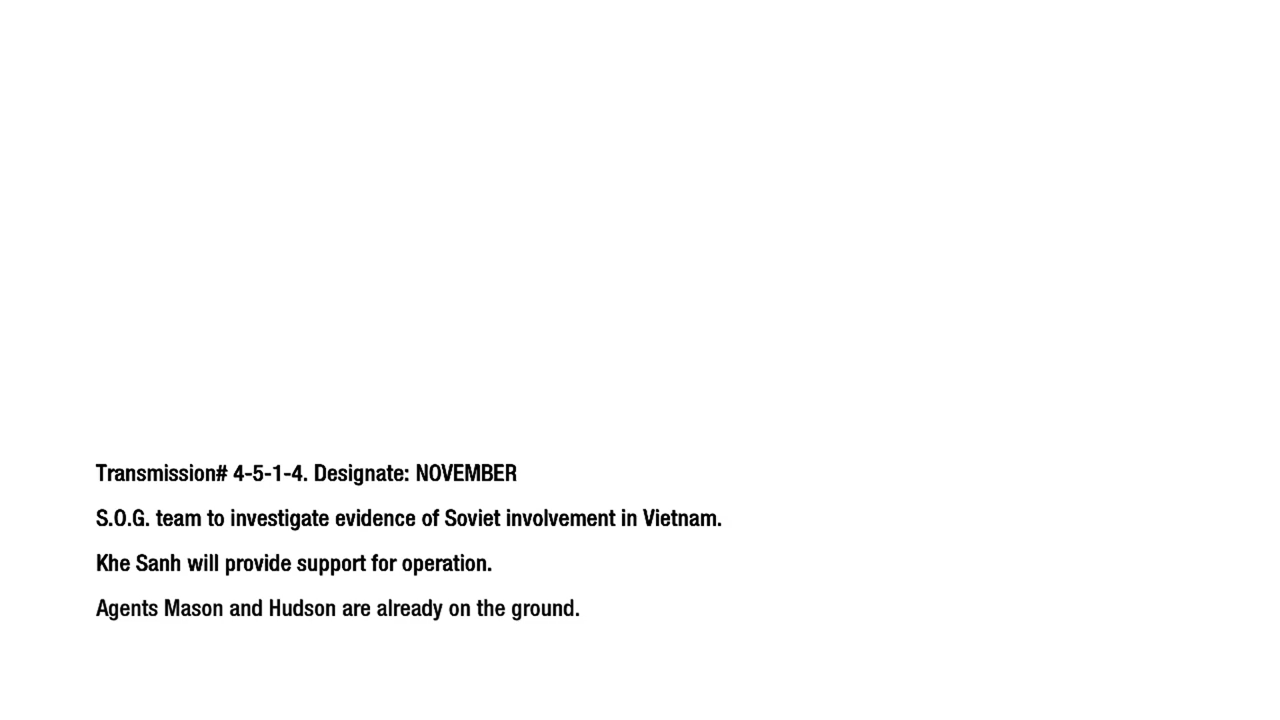 Transmission# 4-5-1-4. Designate: NOVEMBER
S.O.G. team to investigate evidence of Soviet involvement in Vietnam.
Khe Sanh will provide support for operation.
Agents Mason and Hudson are already on the ground.